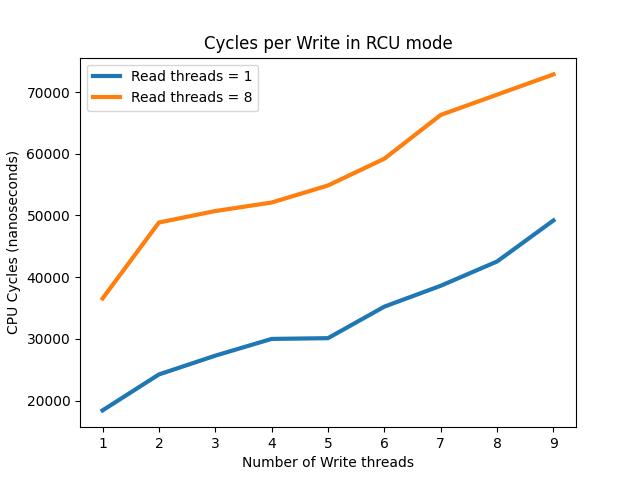 Cycles per Write in RCU mode
Read threads = 1
Read threads = 8
CPU Cycles (nanoseconds)
70000
60000
50000
40000
30000
20000
1 2 3 4 5 6 7 8 9
Number of Write threads